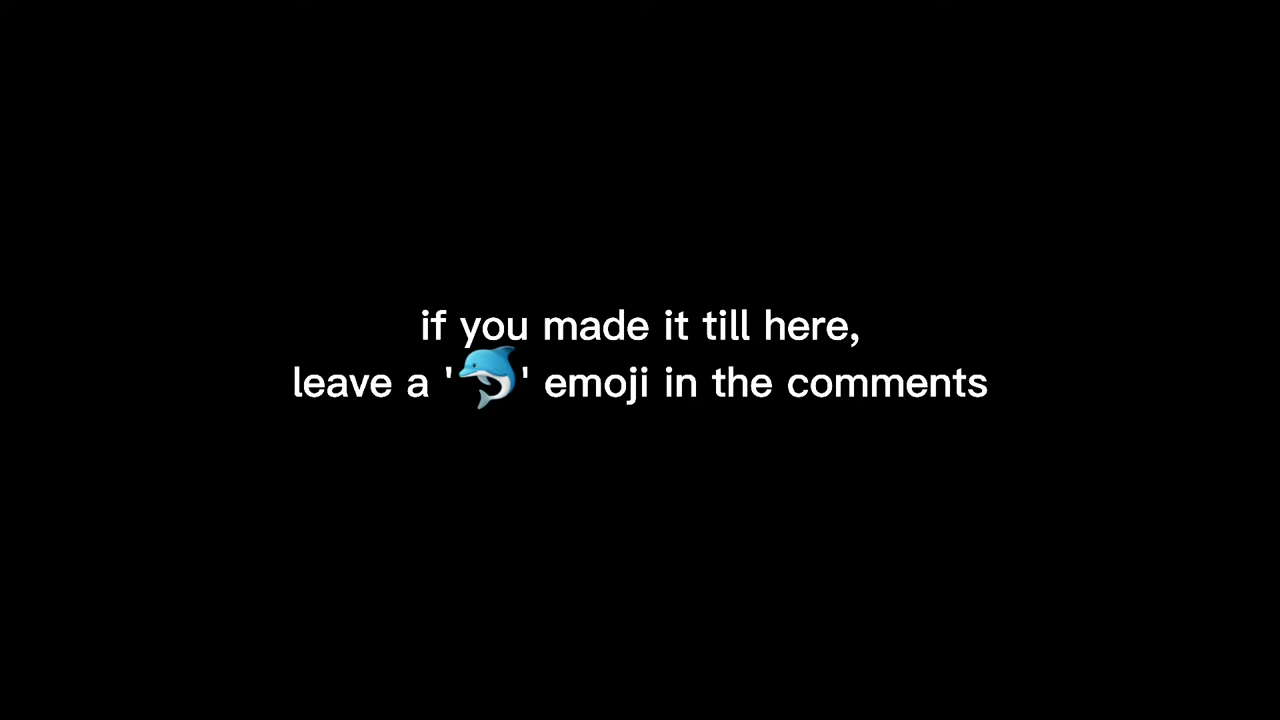 if you made it till here,
leave a '🐬' emoji in the comments